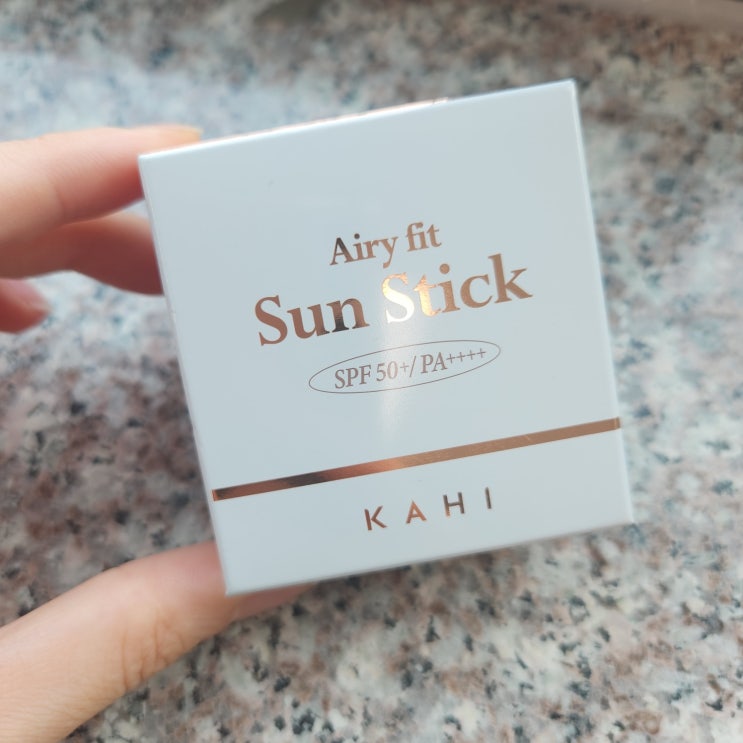 Airy fit
Sun Stick
SPF 50+/ PA++++
KAHI